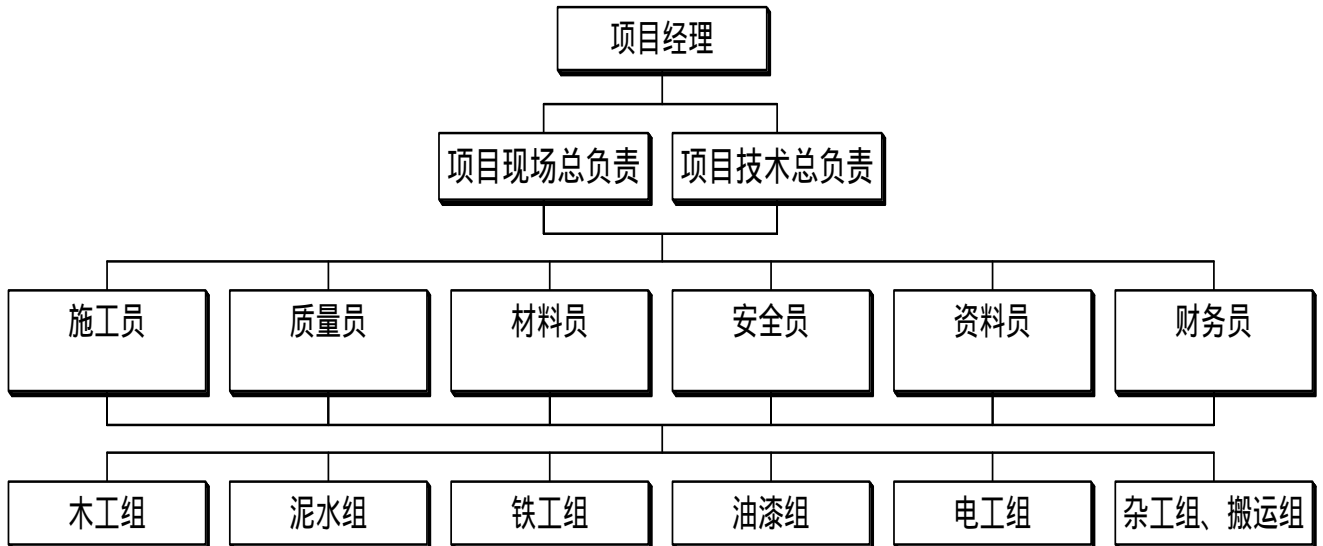 项目经理
项目现场总负责
项目技术总负责
施工员
质量员
材料员
安全员
资料员
财务员
木工组
泥水组
铁工组
油漆组
电工组
杂工组、搬运组